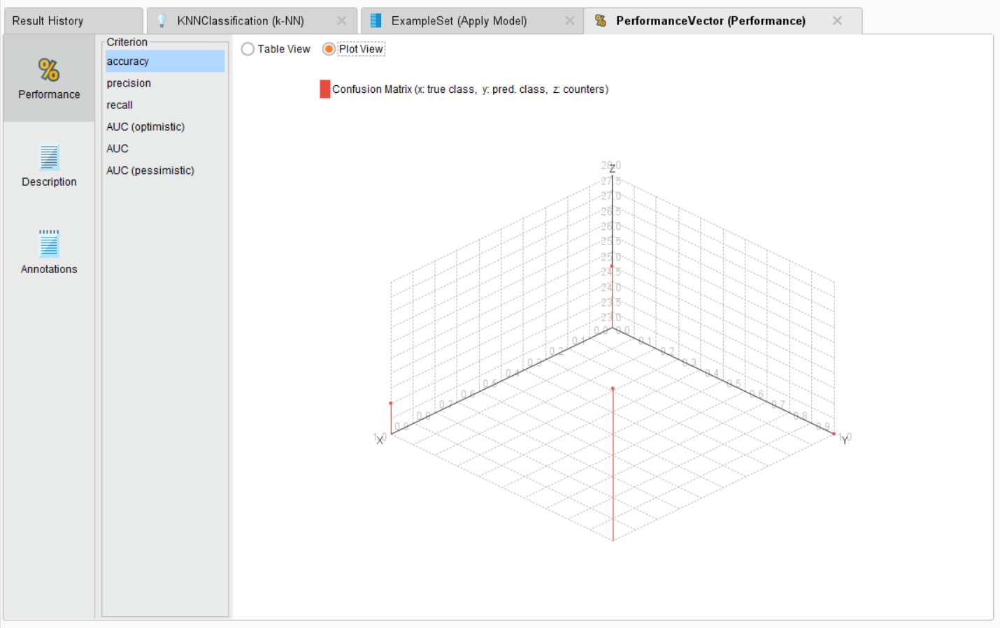 Result History
KNNClassification (k-NN)
ExampleSet (Apply Model)
PerformanceVector (Performance)
%
Performance
Description
Annotations
Criterion
accuracy
precision
recall
AUC (optimistic)
AUC
AUC (pessimistic)
Table View
Plot View
Confusion Matrix (x: true class, y: pred. class, z: counters)
Z
28.0
27.5
27.0
26.5
26.0
25.5
25.0
24.5
24.0
23.5
23.0
0.0 0.0
0.1 0.1
0.2 0.2
0.3 0.3
0.4 0.4
0.5 0.5
0.6 0.6
0.7 0.7
0.8 0.8
0.9 0.9
1.0 1.0
X Y